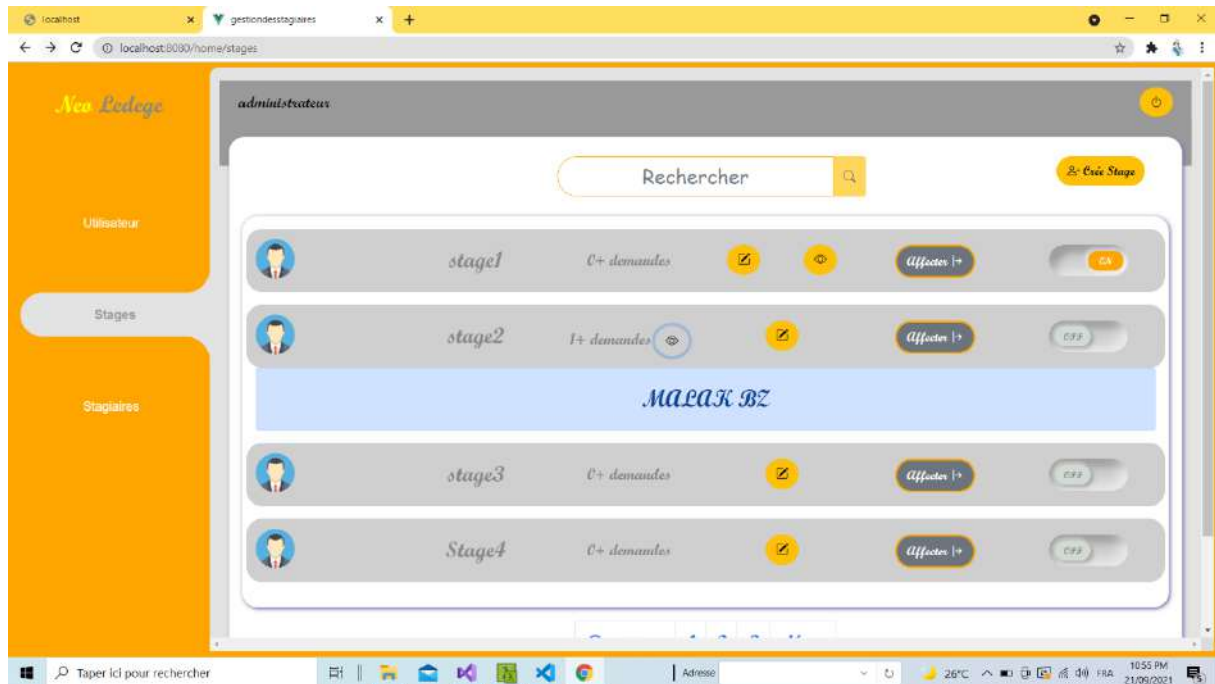 localhost
gestiondesstagiaires
localhost:8080/home/stages
Neo Ledege
administrateur
Rechercher
Crée Stage
Utilisateur
stage1 0+ demandes Affecter ON
Stages
stage2 1+ demandes Affecter OFF
MALAK BZ
Stagiaires
stage3 0+ demandes Affecter OFF
Stage4 0+ demandes Affecter OFF
Taper ici pour rechercher
Adresse
26°C
FRA
10:55 PM
21/09/2021